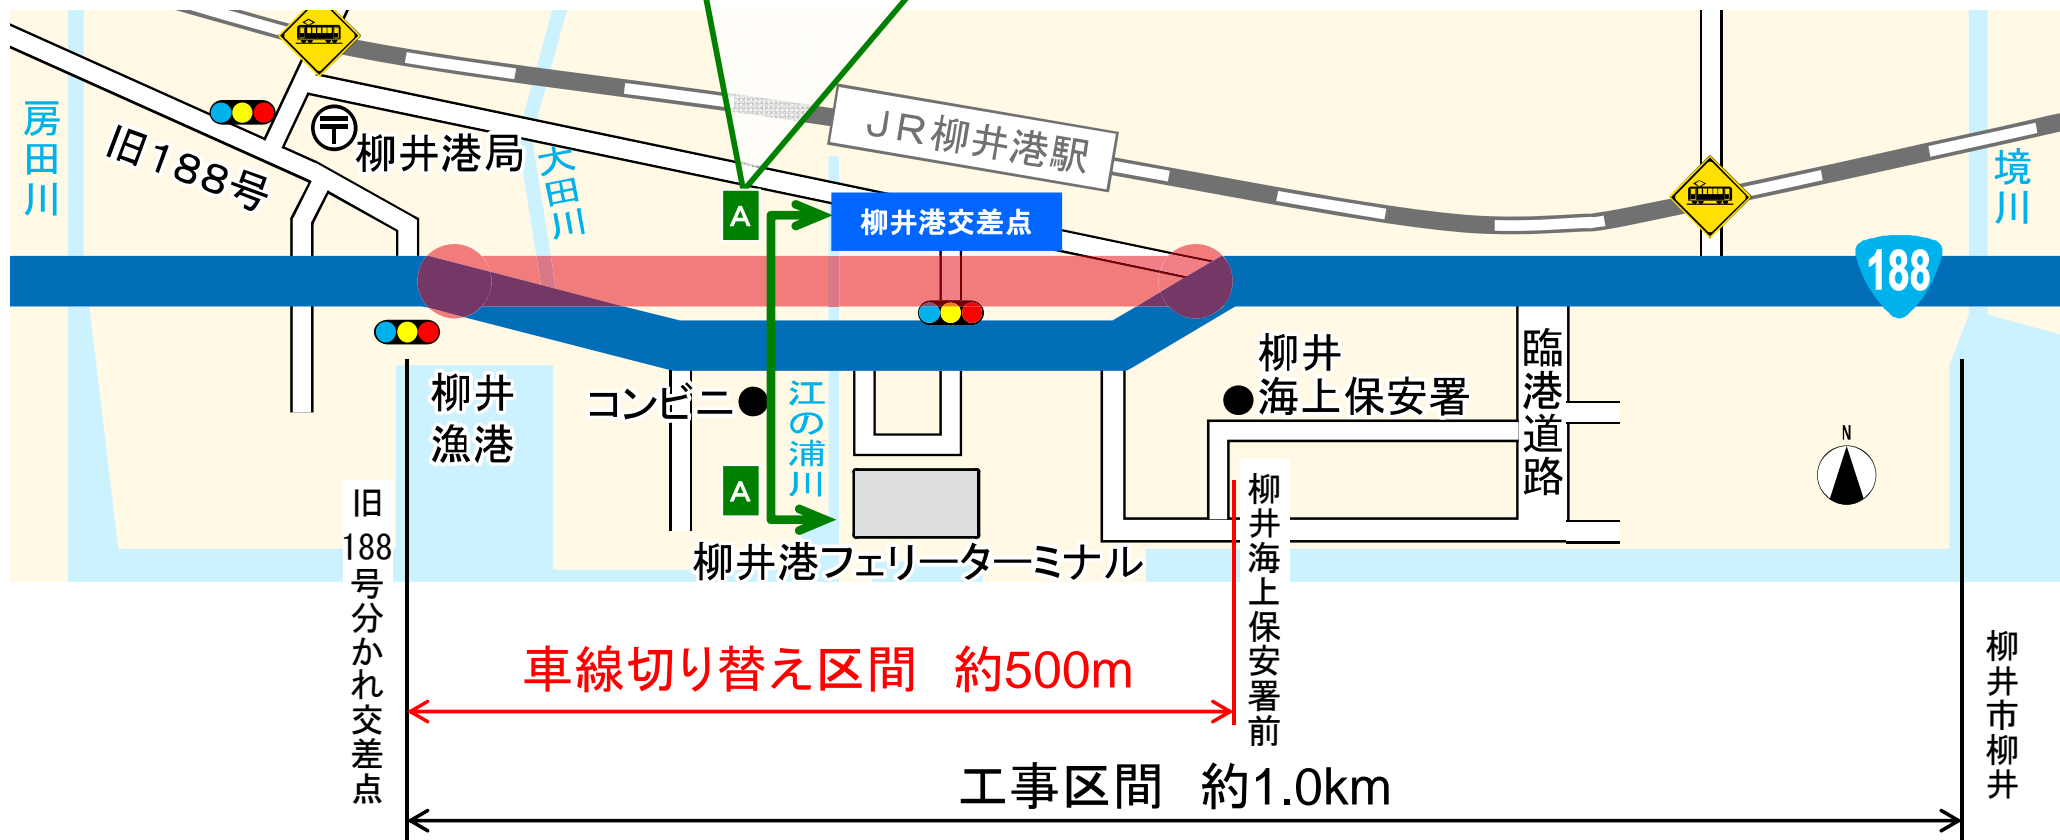 房田川
旧188号
柳井港局
犬田川
JR柳井港駅
境川
A
柳井港交差点
188
柳井
漁港
コンビニ
江の浦川
柳井
海上保安署
臨港道路
N
A
柳井港フェリーターミナル
旧188号分かれ交差点
柳井海上保安署前
柳井市柳井
車線切り替え区間 約500m
工事区間 約1.0km